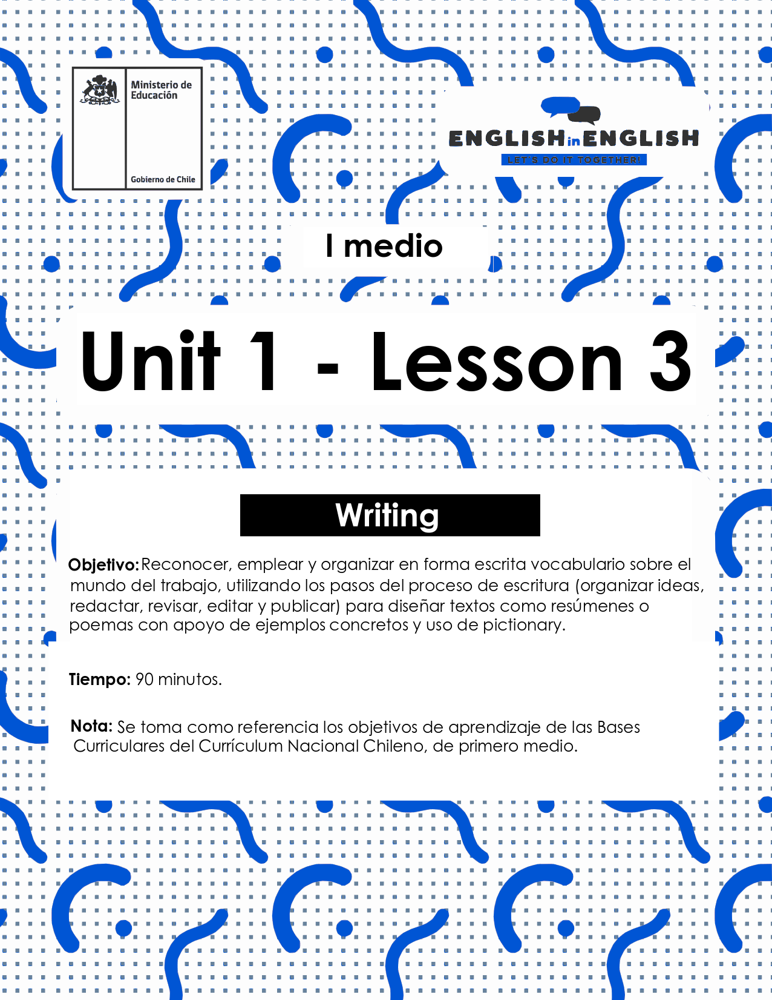 Ministerio de
Educación
Gobierno de Chile
ENGLISH in ENGLISH
LET'S DO IT TOGETHER!
I medio
Unit 1 - Lesson 3
Writing
Objetivo: Reconocer, emplear y organizar en forma escrita vocabulario sobre el
mundo del trabajo, utilizando los pasos del proceso de escritura (organizar ideas,
redactar, revisar, editar y publicar) para diseñar textos como resúmenes o
poemas con apoyo de ejemplos concretos y uso de pictionary.
Tiempo: 90 minutos.
Nota: Se toma como referencia los objetivos de aprendizaje de las Bases
Curriculares del Currículum Nacional Chileno, de primero medio.